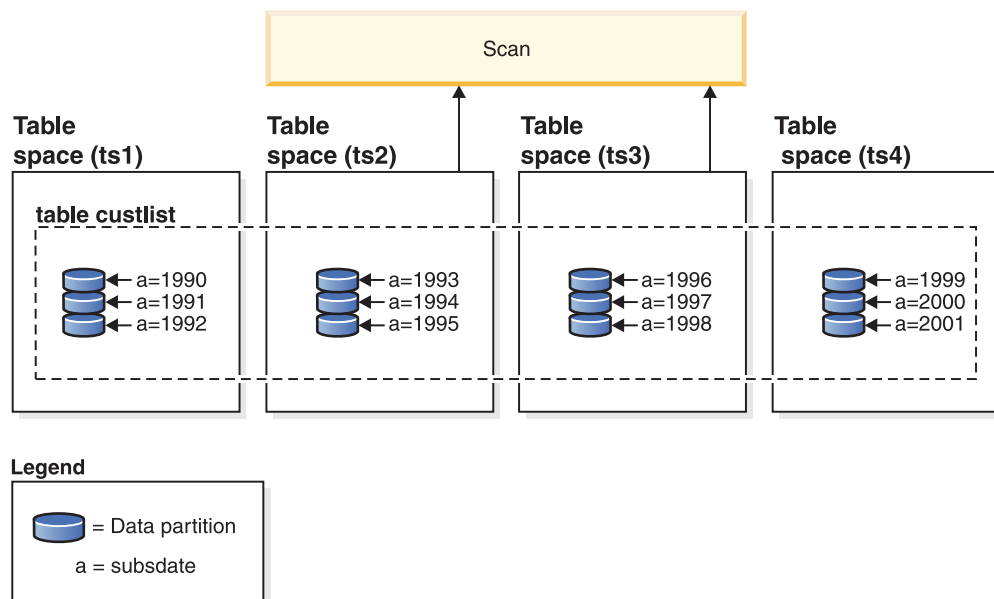 Scan
Table
space (ts1)
Table
space (ts2)
Table
space (ts3)
Table
space (ts4)
table custlist
a=1990
a=1991
a=1992
a=1993
a=1994
a=1995
a=1996
a=1997
a=1998
a=1999
a=2000
a=2001
Legend
= Data partition
a = subsdate